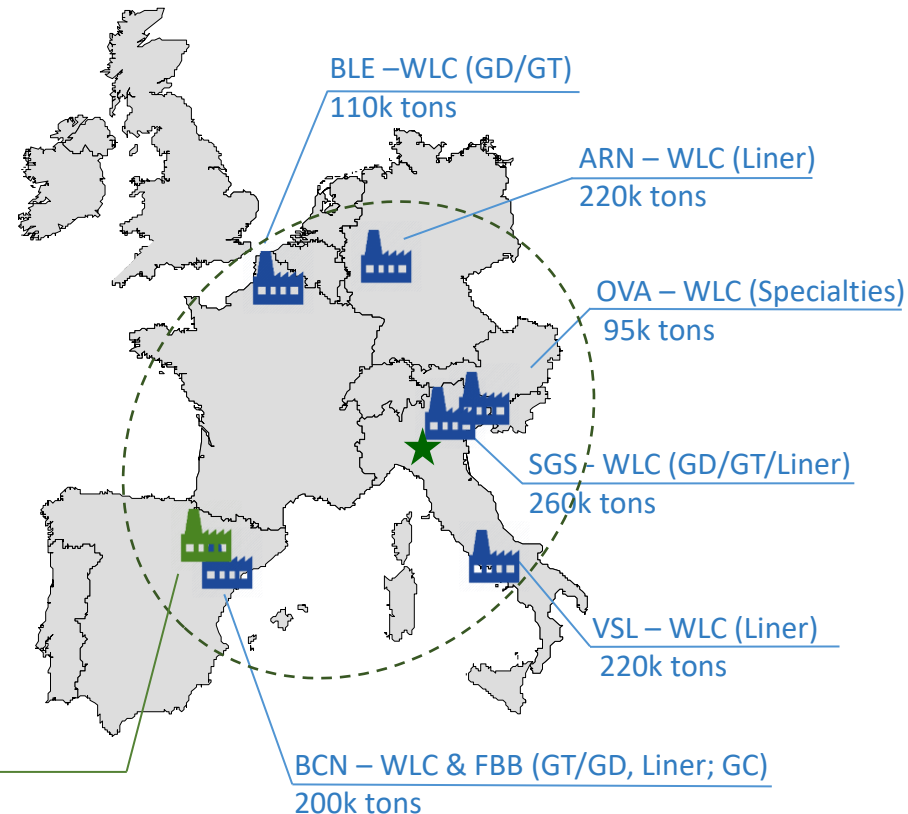 BLE –WLC (GD/GT)
110k tons
ARN – WLC (Liner)
220k tons
OVA – WLC (Specialties)
95k tons
SGS - WLC (GD/GT/Liner)
260k tons
VSL – WLC (Liner)
220k tons
BCN – WLC & FBB (GT/GD, Liner; GC)
200k tons